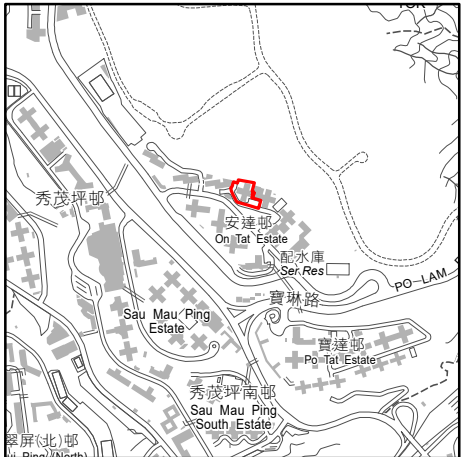 秀茂坪邨
安達邨
On Tat Estate
配水庫
Ser Res
PO-LAM
寶琳路
Sau Mau Ping
Estate
寶達邨
Po Tat Estate
秀茂坪南邨
Sau Mau Ping
South Estate
翠屏(北)邨
Ping (North)